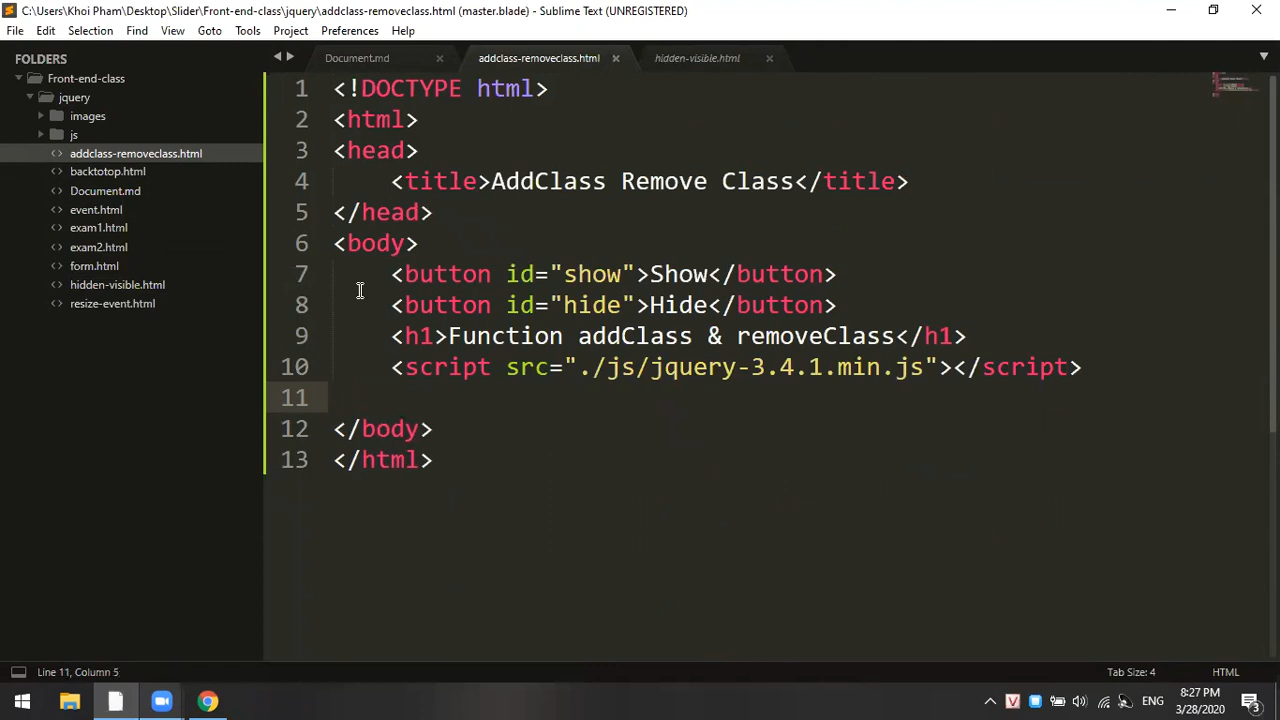 C:\Users\Khoi Pham\Desktop\Slider\Front-end-class\jquery\addclass-removeclass.html (master.blade) - Sublime Text (UNREGISTERED)
File Edit Selection Find View Goto Tools Project Preferences Help
FOLDERS
Front-end-class
jquery
images
js
addclass-removeclass.html
backtotop.html
Document.md
event.html
exam1.html
exam2.html
form.html
hidden-visible.html
resize-event.html
Document.md addclass-removeclass.html hidden-visible.html
1 <!DOCTYPE html>
2 <html>
3 <head>
4 <title>AddClass Remove Class</title>
5 </head>
6 <body>
7 <button id="show">Show</button>
8 <button id="hide">Hide</button>
9 <h1>Function addClass & removeClass</h1>
10 <script src="./js/jquery-3.4.1.min.js"></script>
11
12 </body>
13 </html>
Line 11, Column 5 Tab Size: 4 HTML
V ENG 8:27 PM
3/28/2020 3